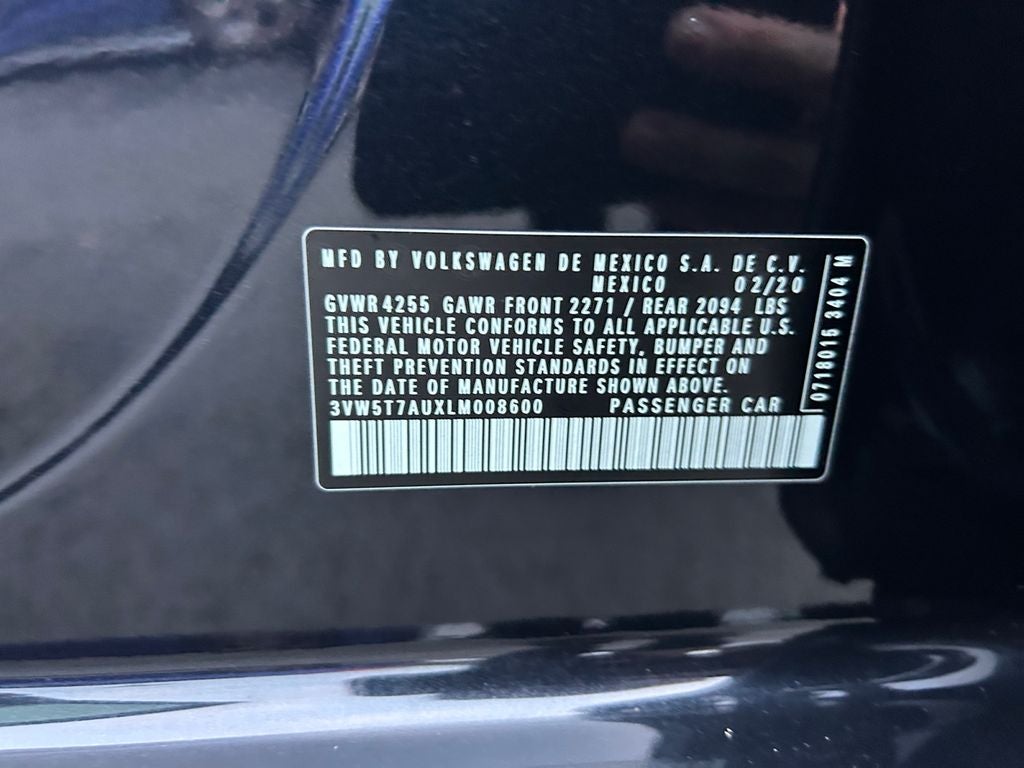 MFD BY VOLKSWAGEN DE MEXICO S.A. DE C.V.
MEXICO 02/20
GVWR 4255 GAWR FRONT 2271 / REAR 2094 LBS
THIS VEHICLE CONFORMS TO ALL APPLICABLE U.S.
FEDERAL MOTOR VEHICLE SAFETY, BUMPER AND
THEFT PREVENTION STANDARDS IN EFFECT ON
THE DATE OF MANUFACTURE SHOWN ABOVE.
3VW5T7AUXLM008600 PASSENGER CAR
0718015 3404 M